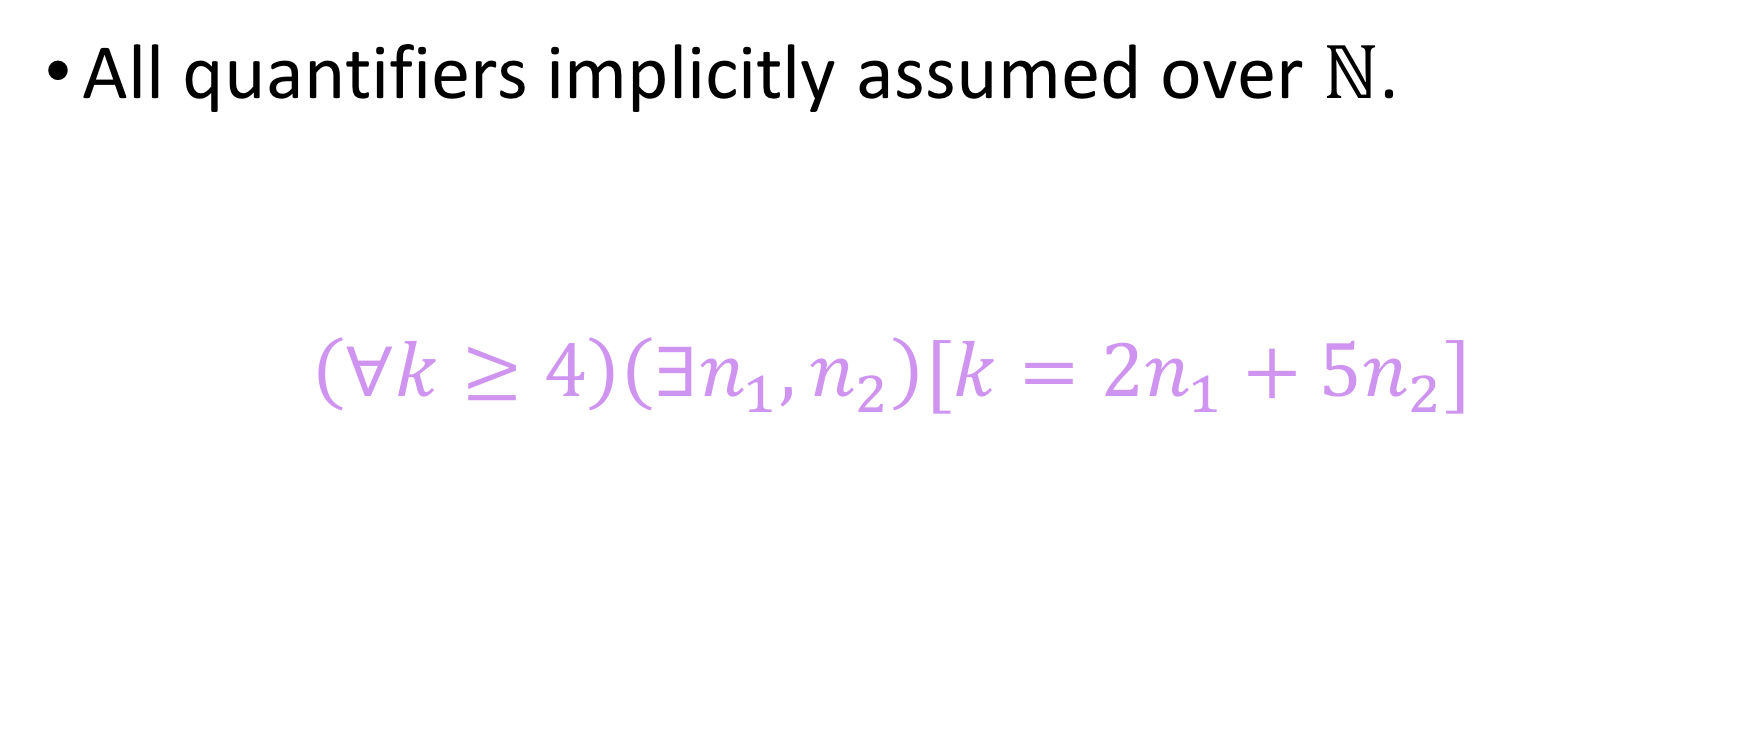 • All quantifiers implicitly assumed over ℕ.
(∀k ≥ 4)(∃n₁, n₂)[k = 2n₁ + 5n₂]